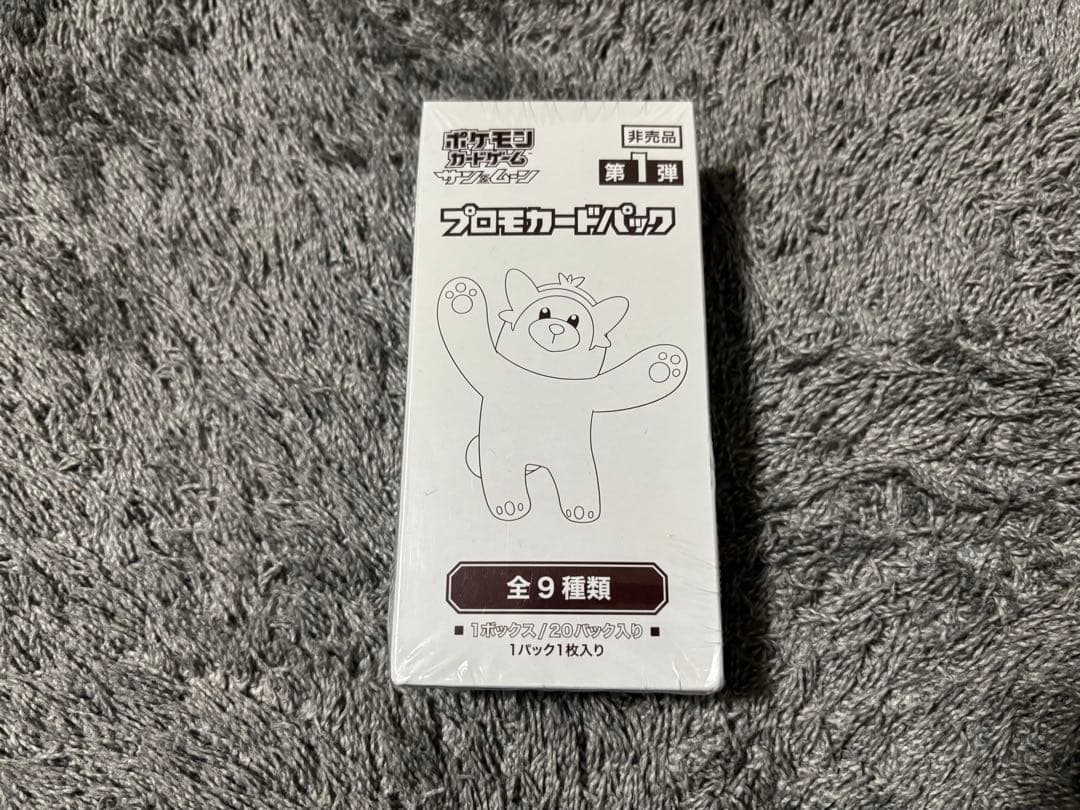 ポケモン
カードゲーム
サン&ムーン
非売品
第1弾
プロモカードパック
全9種類
■ 1ボックス/20パック入り ■
1パック1枚入り